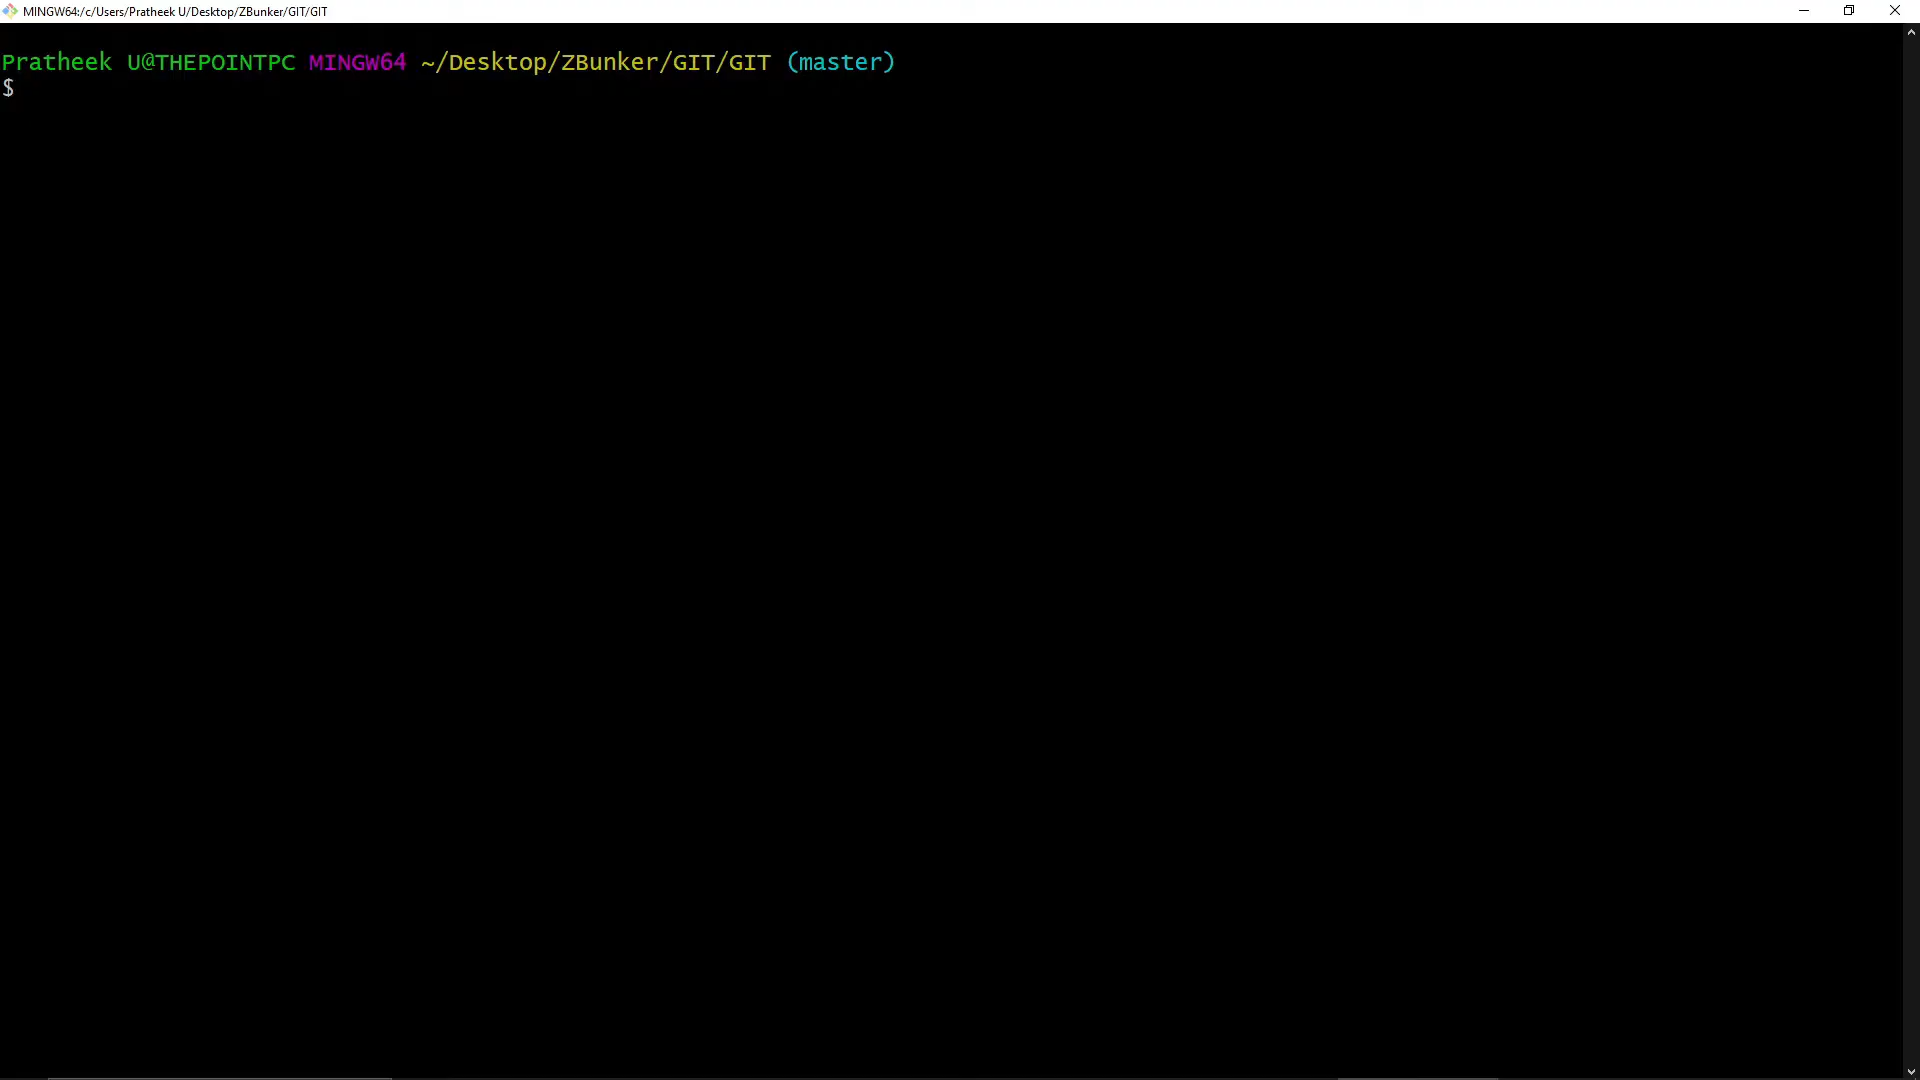 MINGW64:/c/Users/Pratheek U/Desktop/ZBunker/GIT/GIT
Pratheek U@THEPOINTPC MINGW64 ~/Desktop/ZBunker/GIT/GIT (master)
$